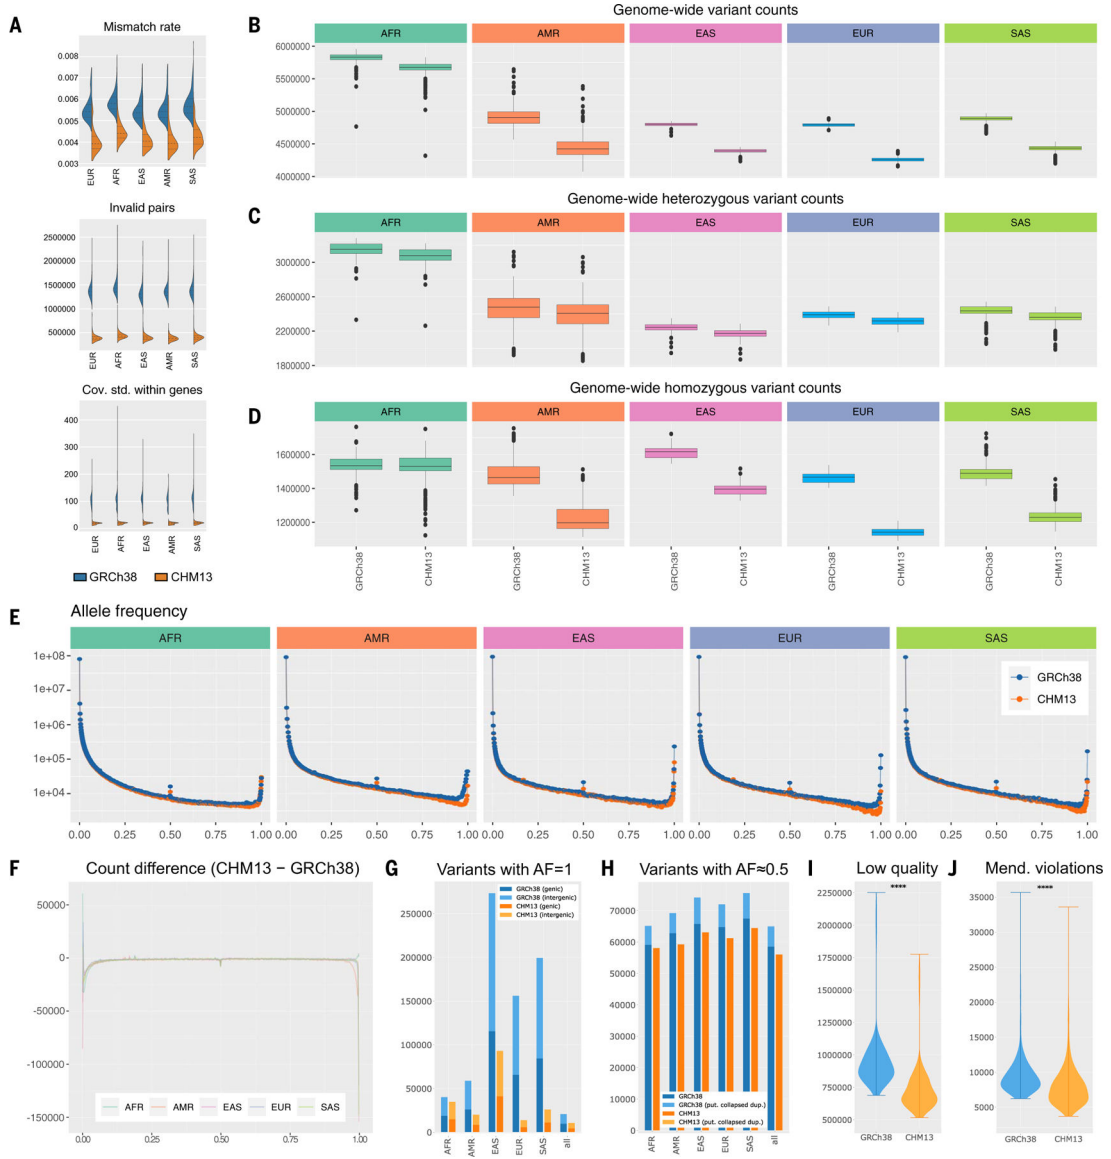 A
Mismatch rate
0.008
0.007
0.006
0.005
0.004
0.003
EUR
AFR
EAS
AMR
SAS
Invalid pairs
2500000
2000000
1500000
1000000
500000
EUR
AFR
EAS
AMR
SAS
Cov. std. within genes
400
300
200
100
0
EUR
AFR
EAS
AMR
SAS
GRCh38 CHM13
B
Genome-wide variant counts
AFR AMR EAS EUR SAS
6000000
5500000
5000000
4500000
4000000
C
Genome-wide heterozygous variant counts
AFR AMR EAS EUR SAS
3000000
2600000
2200000
1800000
D
Genome-wide homozygous variant counts
AFR AMR EAS EUR SAS
1600000
1400000
1200000
GRCh38 CHM13 GRCh38 CHM13 GRCh38 CHM13 GRCh38 CHM13 GRCh38 CHM13
E
Allele frequency
AFR AMR EAS EUR SAS
1e+08
1e+07
1e+06
1e+05
1e+04
GRCh38
CHM13
0.00 0.25 0.50 0.75 1.00 0.00 0.25 0.50 0.75 1.00 0.00 0.25 0.50 0.75 1.00 0.00 0.25 0.50 0.75 1.00 0.00 0.25 0.50 0.75 1.00
F
Count difference (CHM13 − GRCh38)
50000
0
-50000
-100000
-150000
AFR AMR EAS EUR SAS
0.00 0.25 0.50 0.75 1.00
G
Variants with AF=1
GRCh38 (genic)
GRCh38 (intergenic)
CHM13 (genic)
CHM13 (intergenic)
250000
200000
150000
100000
50000
0
AFR
AMR
EAS
EUR
SAS
all
H
Variants with AF≈0.5
70000
60000
50000
40000
30000
20000
10000
0
GRCh38
GRCh38 (put. collapsed dup.)
CHM13
CHM13 (put. collapsed dup.)
AFR
AMR
EAS
EUR
SAS
all
I
Low quality
****
2250000
2000000
1750000
1500000
1250000
1000000
750000
500000
GRCh38 CHM13
J
Mend. violations
****
35000
30000
25000
20000
15000
10000
5000
GRCh38 CHM13